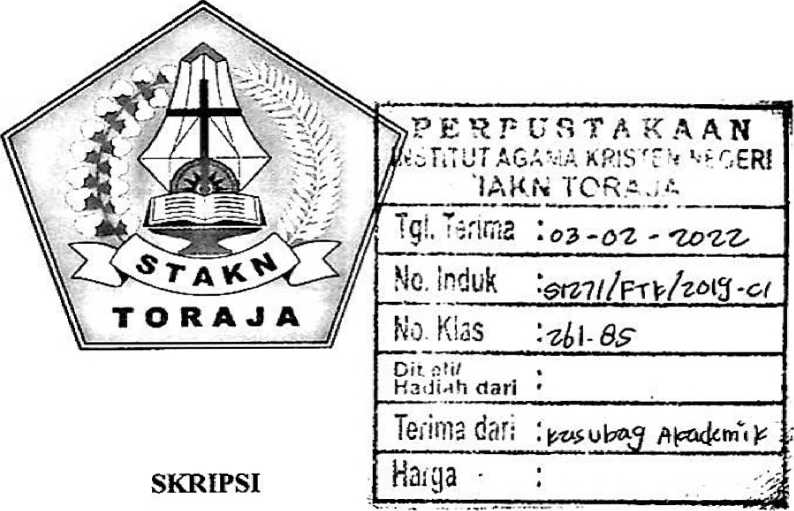 STAKN
TORAJA
PERPUSTAKAAN
INSTITUT AGAMA KRISTEN NEGERI
IAKN TORAJA
Tgl. Terima : 03-02-2022
No. Induk : S1271/FTK/2019-C1
No. Klas : 261.85
Dibeli/
Hadiah dari :
Terima dari : Kasubag Akademik
Harga :
SKRIPSI